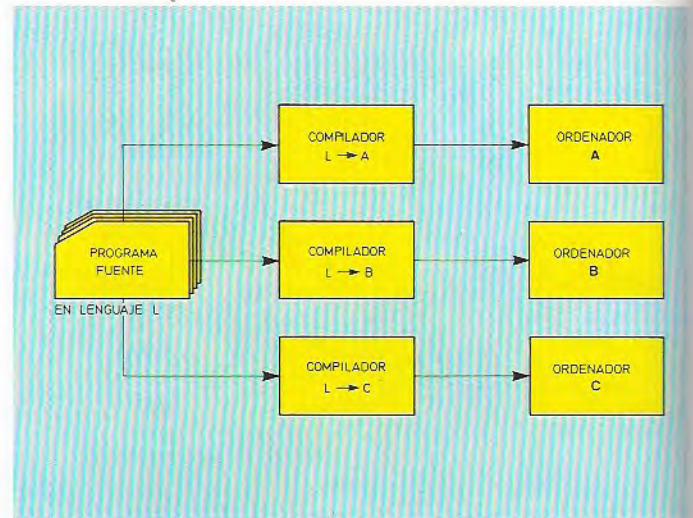 COMPILADOR
L → A
ORDENADOR
A
PROGRAMA
FUENTE
EN LENGUAJE L
COMPILADOR
L → B
ORDENADOR
B
COMPILADOR
L → C
ORDENADOR
C